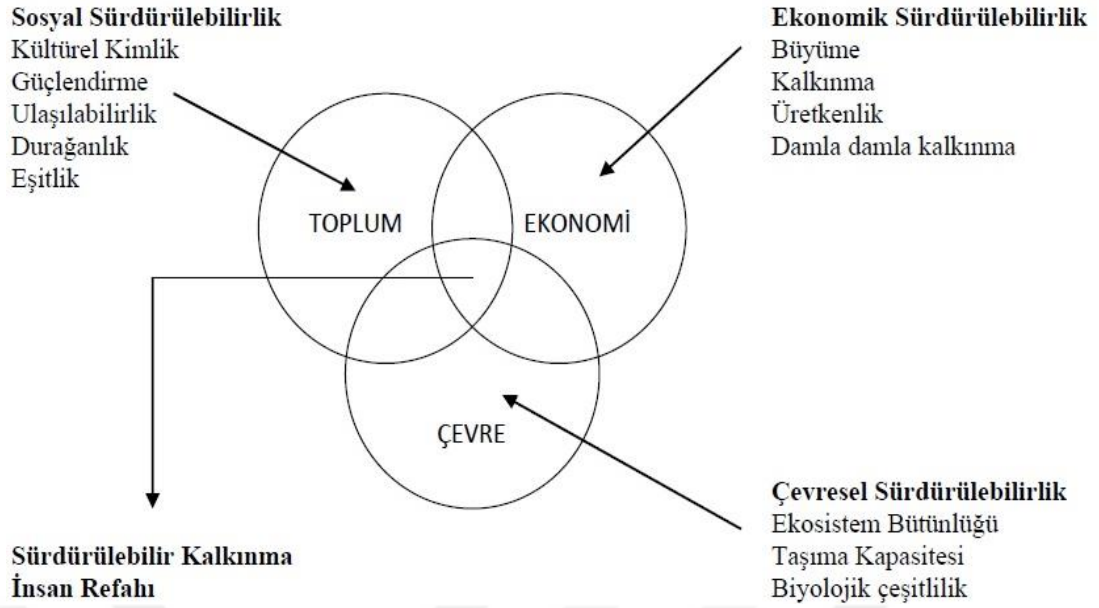 Sosyal Sürdürülebilirlik
Kültürel Kimlik
Güçlendirme
Ulaşılabilirlik
Durağanlık
Eşitlik
Ekonomik Sürdürülebilirlik
Büyüme
Kalkınma
Üretkenlik
Damla damla kalkınma
TOPLUM
EKONOMİ
ÇEVRE
Sürdürülebilir Kalkınma
İnsan Refahı
Çevresel Sürdürülebilirlik
Ekosistem Bütünlüğü
Taşıma Kapasitesi
Biyolojik çeşitlilik